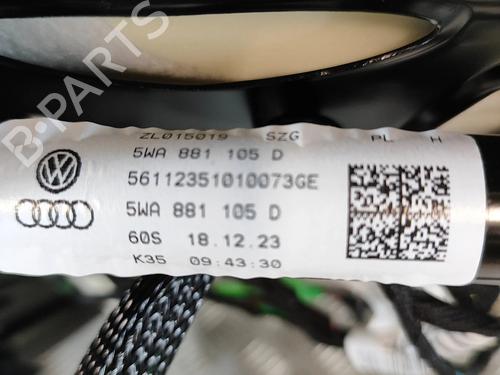 B-PARTS
ZL015019 SZG PL H
5WA 881 105 D
56112351010073GE
5WA 881 105 D
60S 18.12.23
K35 09:43:30